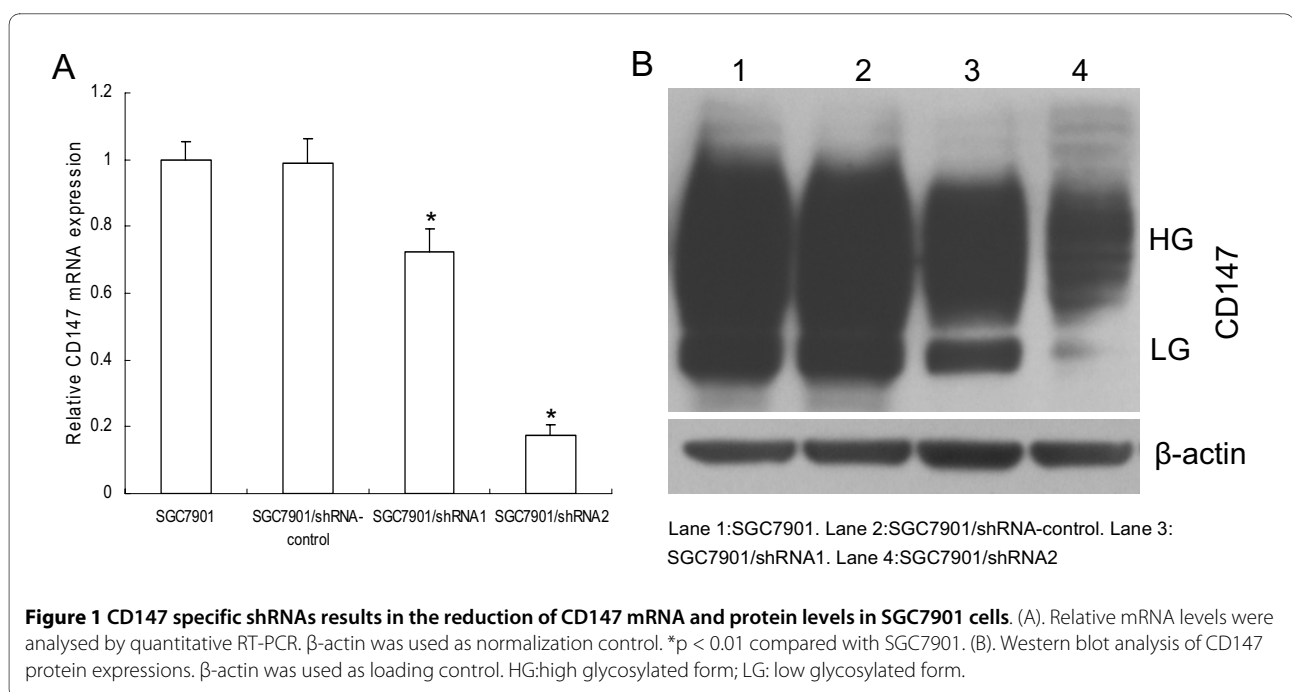 A
Relative CD147 mRNA expression
1.2
1
0.8
0.6
0.4
0.2
0
*
*
SGC7901
SGC7901/shRNA-
control
SGC7901/shRNA1
SGC7901/shRNA2
B
1 2 3 4
HG
LG
CD147
β-actin
Lane 1:SGC7901. Lane 2:SGC7901/shRNA-control. Lane 3:
SGC7901/shRNA1. Lane 4:SGC7901/shRNA2
Figure 1 CD147 specific shRNAs results in the reduction of CD147 mRNA and protein levels in SGC7901 cells. (A). Relative mRNA levels were
analysed by quantitative RT-PCR. β-actin was used as normalization control. *p < 0.01 compared with SGC7901. (B). Western blot analysis of CD147
protein expressions. β-actin was used as loading control. HG:high glycosylated form; LG: low glycosylated form.